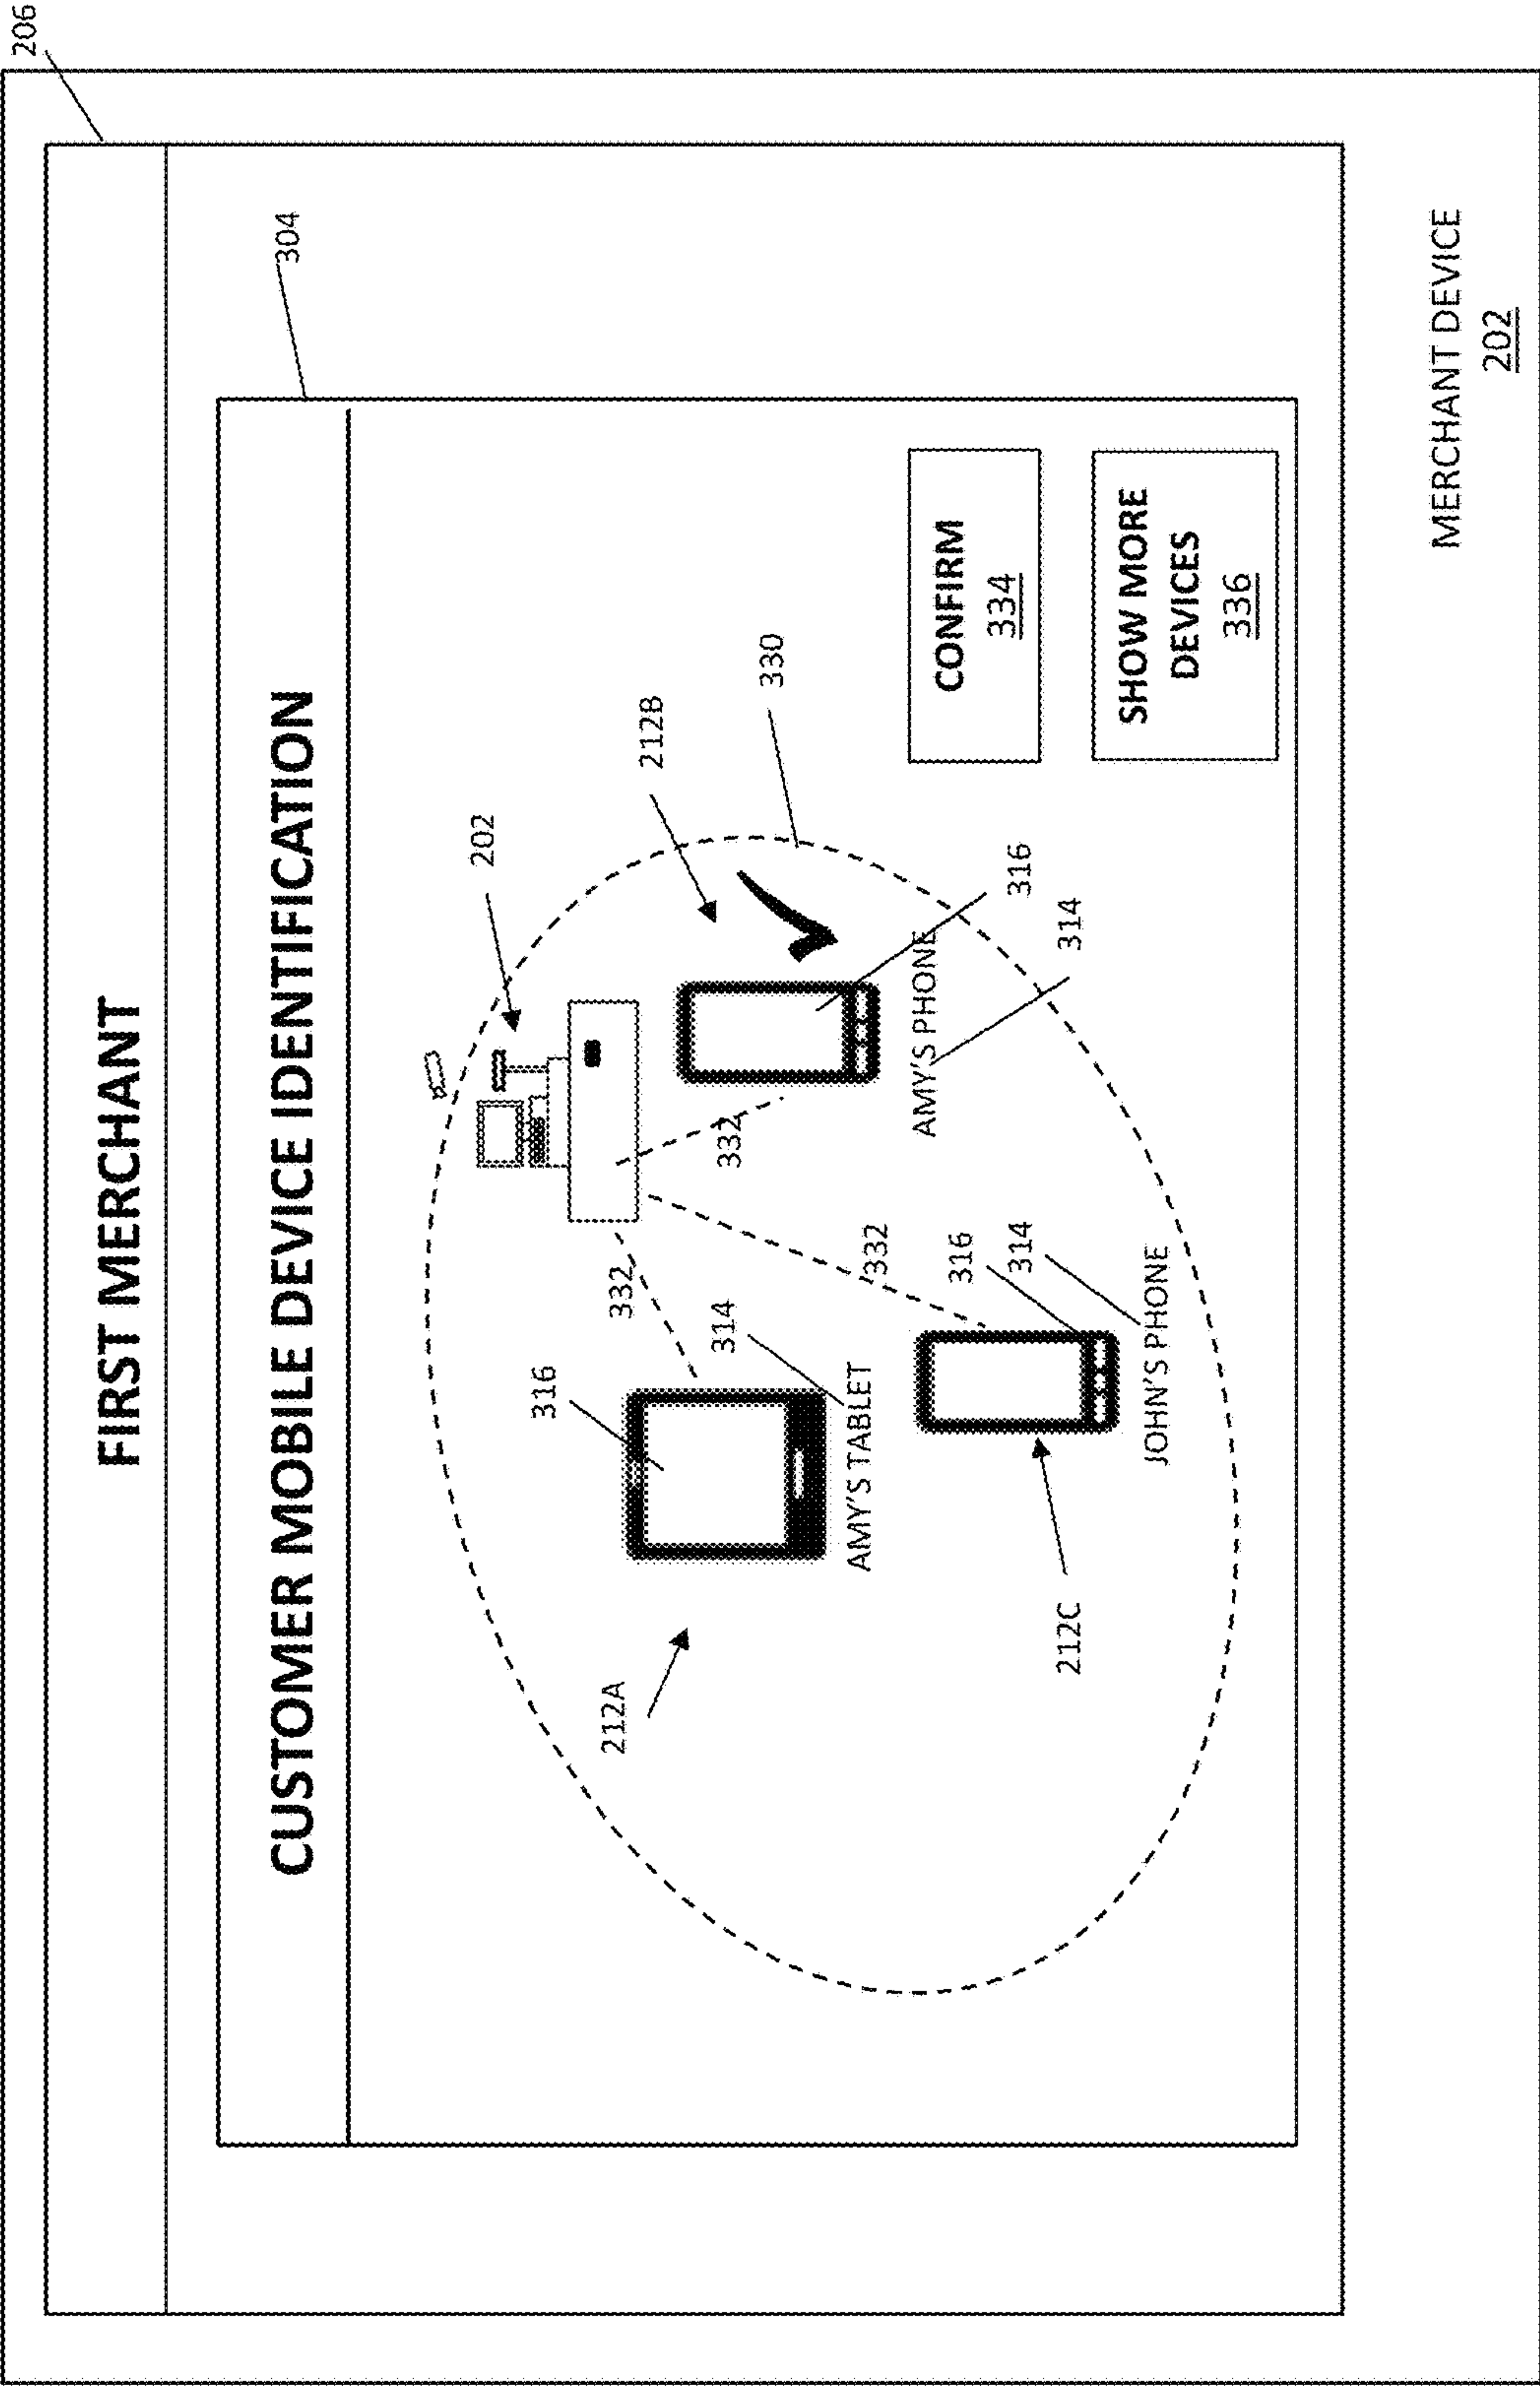 206
FIRST MERCHANT
304
CUSTOMER MOBILE DEVICE IDENTIFICATION
202
212B
330
316
332
332
212A
314
332
AMY'S TABLET
316
314
AMY'S PHONE
316
314
212C
JOHN'S PHONE
CONFIRM
334
SHOW MORE
DEVICES
336
MERCHANT DEVICE
202